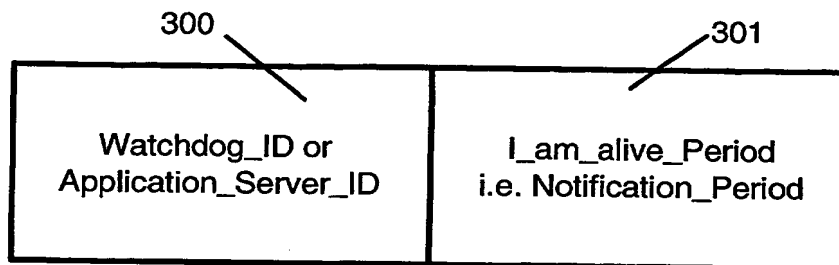 300
301
Watchdog_ID or
Application_Server_ID
I_am_alive_Period
i.e. Notification_Period